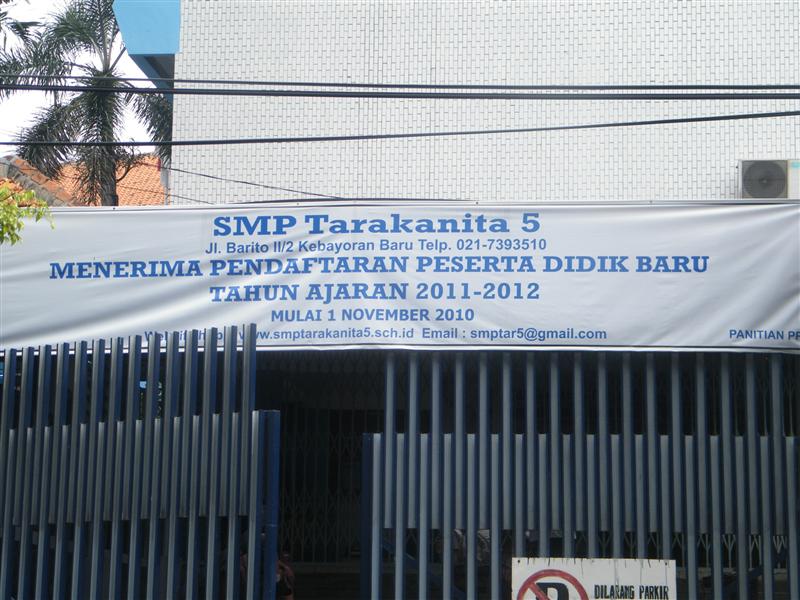 SMP Tarakanita 5
Jl. Barito II/2 Kebayoran Baru Telp. 021-7393510
MENERIMA PENDAFTARAN PESERTA DIDIK BARU
TAHUN AJARAN 2011-2012
MULAI 1 NOVEMBER 2010
www.smptarakanita5.sch.id Email : smptar5@gmail.com
PANITIAN
DILARANG PARKIR